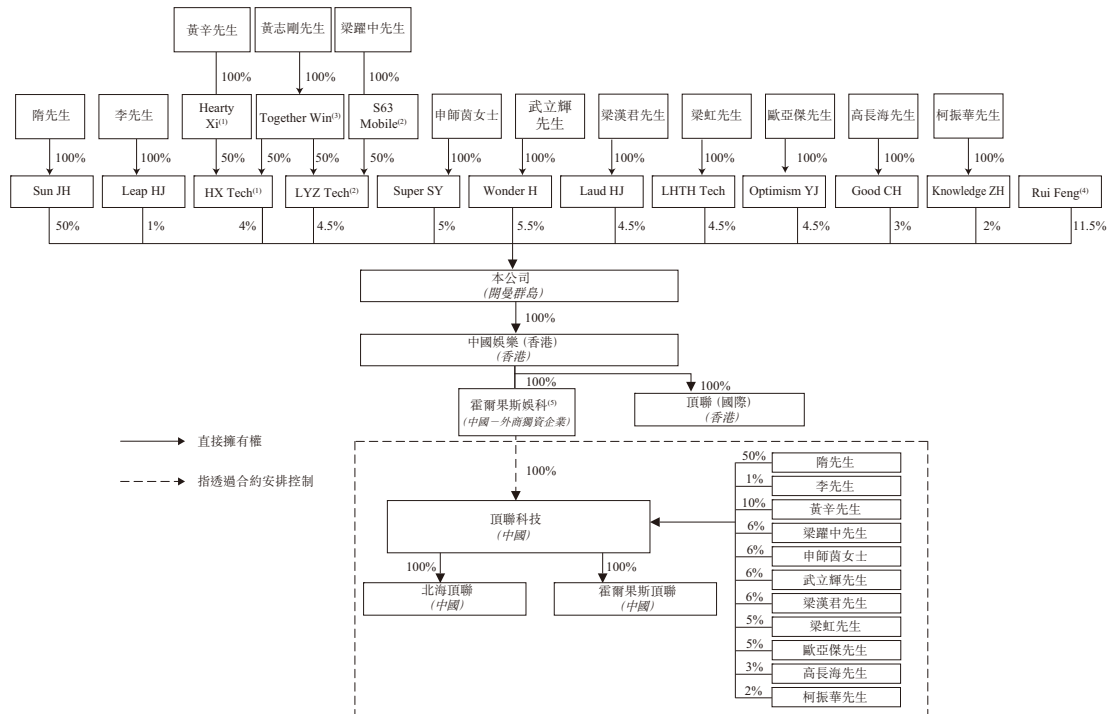 黃辛先生
黃志剛先生
梁躍中先生
100%
100%
100%
隋先生
李先生
Hearty
Xi(1)
Together Win(3)
S63
Mobile(2)
申師茵女士
武立輝
先生
梁漢君先生
梁虹先生
歐亞傑先生
高長海先生
柯振華先生
100%
100%
50%
50%
50%
50%
100%
100%
100%
100%
100%
100%
100%
Sun JH
Leap HJ
HX Tech(1)
LYZ Tech(2)
Super SY
Wonder H
Laud HJ
LHTH Tech
Optimism YJ
Good CH
Knowledge ZH
Rui Feng(4)
50%
1%
4%
4.5%
5%
5.5%
4.5%
4.5%
4.5%
3%
2%
11.5%
本公司
(開曼群島)
100%
中國娛樂 (香港)
(香港)
100%
100%
霍爾果斯娛科(5)
(中國－外商獨資企業)
頂聯 (國際)
(香港)
直接擁有權
指透過合約安排控制
100%
頂聯科技
(中國)
100%
100%
北海頂聯
(中國)
霍爾果斯頂聯
(中國)
50%
隋先生
1%
李先生
10%
黃辛先生
6%
梁躍中先生
6%
申師茵女士
6%
武立輝先生
6%
梁漢君先生
5%
梁虹先生
5%
歐亞傑先生
3%
高長海先生
2%
柯振華先生